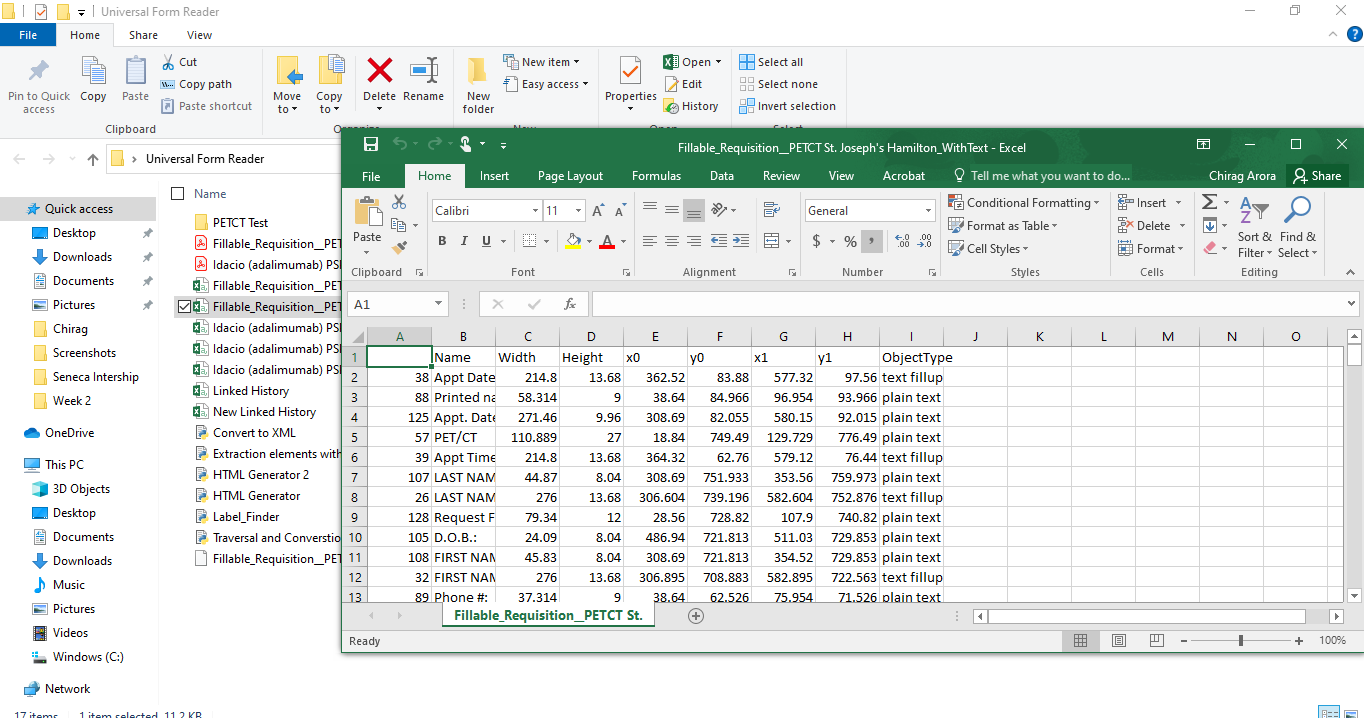 Universal Form Reader
File Home Share View
Pin to Quick access
Copy
Paste
Cut
Copy path
Paste shortcut
Clipboard
Move to
Copy to
Delete
Rename
New folder
New item
Easy access
Properties
Open
Edit
History
Select all
Select none
Invert selection
Universal Form Reader
Quick access
Desktop
Downloads
Documents
Pictures
Chirag
Screenshots
Seneca Intership
Week 2
OneDrive
This PC
3D Objects
Desktop
Documents
Downloads
Music
Pictures
Videos
Windows (C:)
Network
17 items 1 item selected 11.2 KB
Name
PETCT Test
Fillable_Requisition__PET
Idacio (adalimumab) PS
Fillable_Requisition__PET
Fillable_Requisition__PET
Idacio (adalimumab) PS
Idacio (adalimumab) PS
Idacio (adalimumab) PS
Linked History
New Linked History
Convert to XML
Extraction elements with
HTML Generator 2
HTML Generator
Label_Finder
Traversal and Converstio
Fillable_Requisition__PET
Fillable_Requisition__PETCT St. Joseph's Hamilton_WithText - Excel
File Home Insert Page Layout Formulas Data Review View Acrobat Tell me what you want to do... Chirag Arora Share
Paste
Clipboard
Calibri 11
B I U
Font
Alignment
General
$ % ,
Number
Conditional Formatting
Format as Table
Cell Styles
Styles
Insert
Delete
Format
Cells
Sort & Filter
Find & Select
Editing
A1 fx
A B C D E F G H I J K L M N O
1 Name Width Height x0 y0 x1 y1 ObjectType
2 38 Appt Date 214.8 13.68 362.52 83.88 577.32 97.56 text fillup
3 88 Printed na 58.314 9 38.64 84.966 96.954 93.966 plain text
4 125 Appt. Date 271.46 9.96 308.69 82.055 580.15 92.015 plain text
5 57 PET/CT 110.889 27 18.84 749.49 129.729 776.49 plain text
6 39 Appt Time 214.8 13.68 364.32 62.76 579.12 76.44 text fillup
7 107 LAST NAM 44.87 8.04 308.69 751.933 353.56 759.973 plain text
8 26 LAST NAM 276 13.68 306.604 739.196 582.604 752.876 text fillup
9 128 Request F 79.34 12 28.56 728.82 107.9 740.82 plain text
10 105 D.O.B.: 24.09 8.04 486.94 721.813 511.03 729.853 plain text
11 108 FIRST NAM 45.83 8.04 308.69 721.813 354.52 729.853 plain text
12 32 FIRST NAM 276 13.68 306.895 708.883 582.895 722.563 text fillup
13 89 Phone #: 37.314 9 38.64 62.526 75.954 71.526 plain text
Fillable_Requisition__PETCT St.
Ready 100%